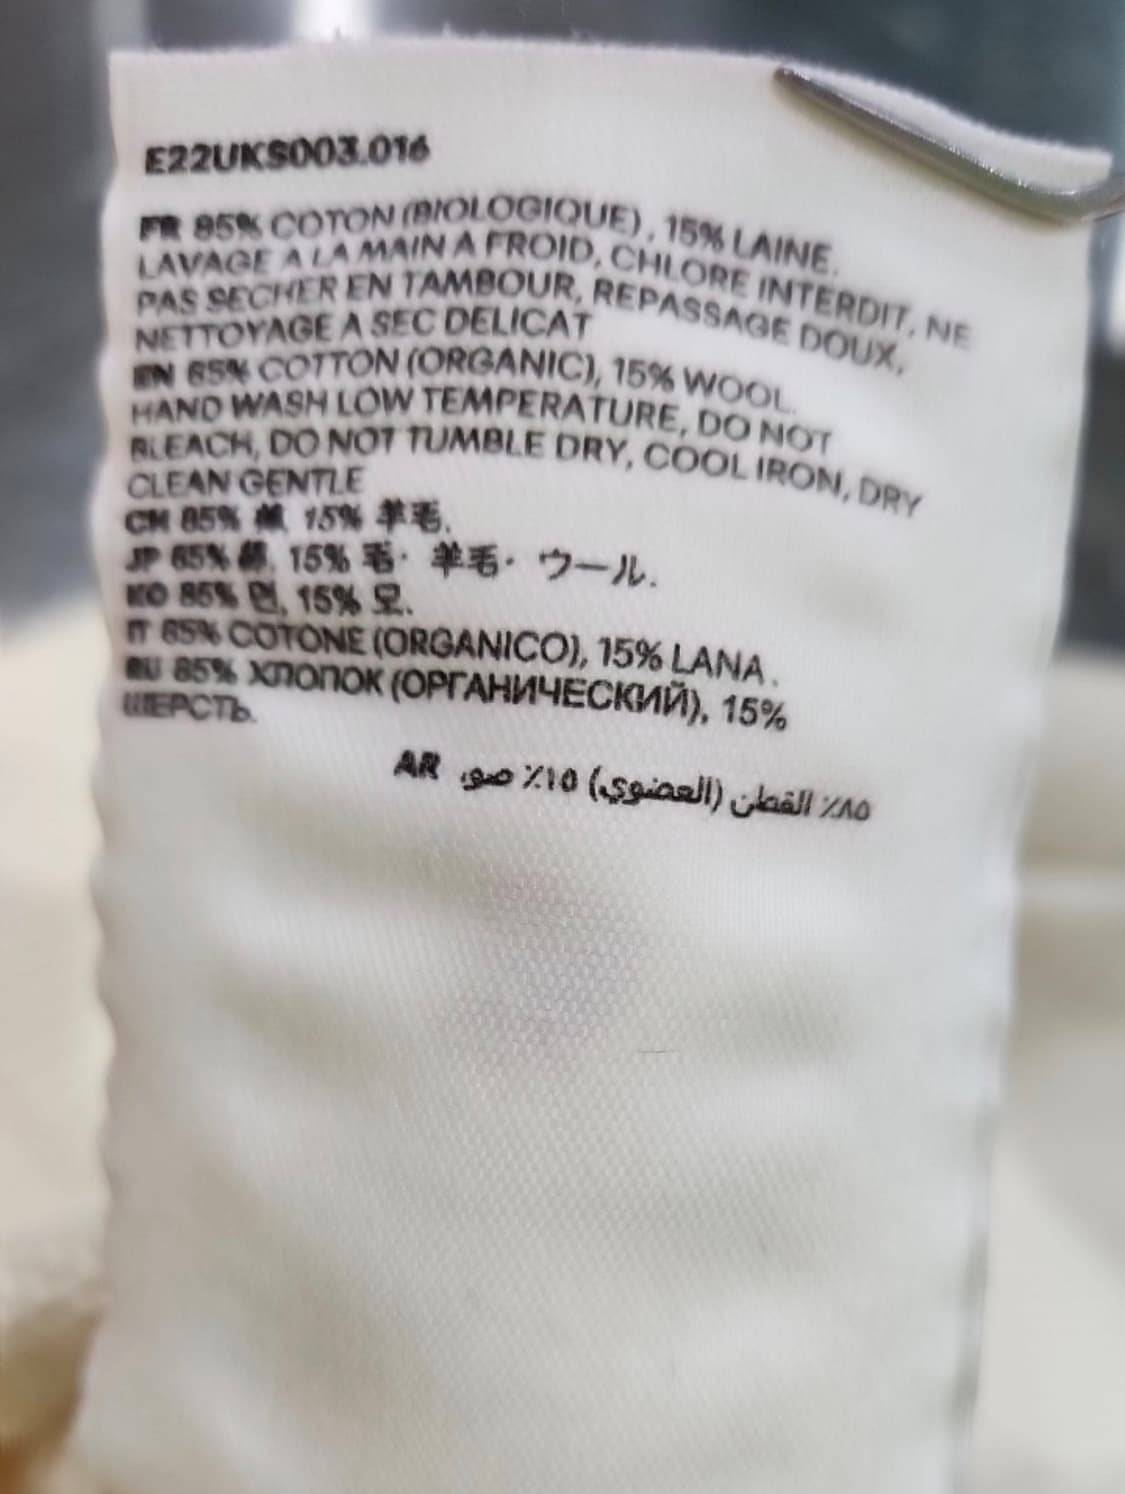 E22UKS003.016
FR 85% COTON (BIOLOGIQUE), 15% LAINE.
LAVAGE A LA MAIN A FROID, CHLORE INTERDIT, NE
PAS SECHER EN TAMBOUR, REPASSAGE DOUX,
NETTOYAGE A SEC DELICAT
EN 85% COTTON (ORGANIC), 15% WOOL.
HAND WASH LOW TEMPERATURE, DO NOT
BLEACH, DO NOT TUMBLE DRY, COOL IRON, DRY
CLEAN GENTLE
CH 85% 15% 羊毛.
JP 85% 綿, 15% 毛· 羊毛· ウール.
KO 85% 면, 15% 모.
IT 85% COTONE (ORGANICO), 15% LANA.
RU 85% ХЛОПОК (ОРГАНИЧЕСКИЙ), 15%
ШЕРСТЬ.
AR ٨٥٪ القطن (العضوي) ١٥٪ صو,